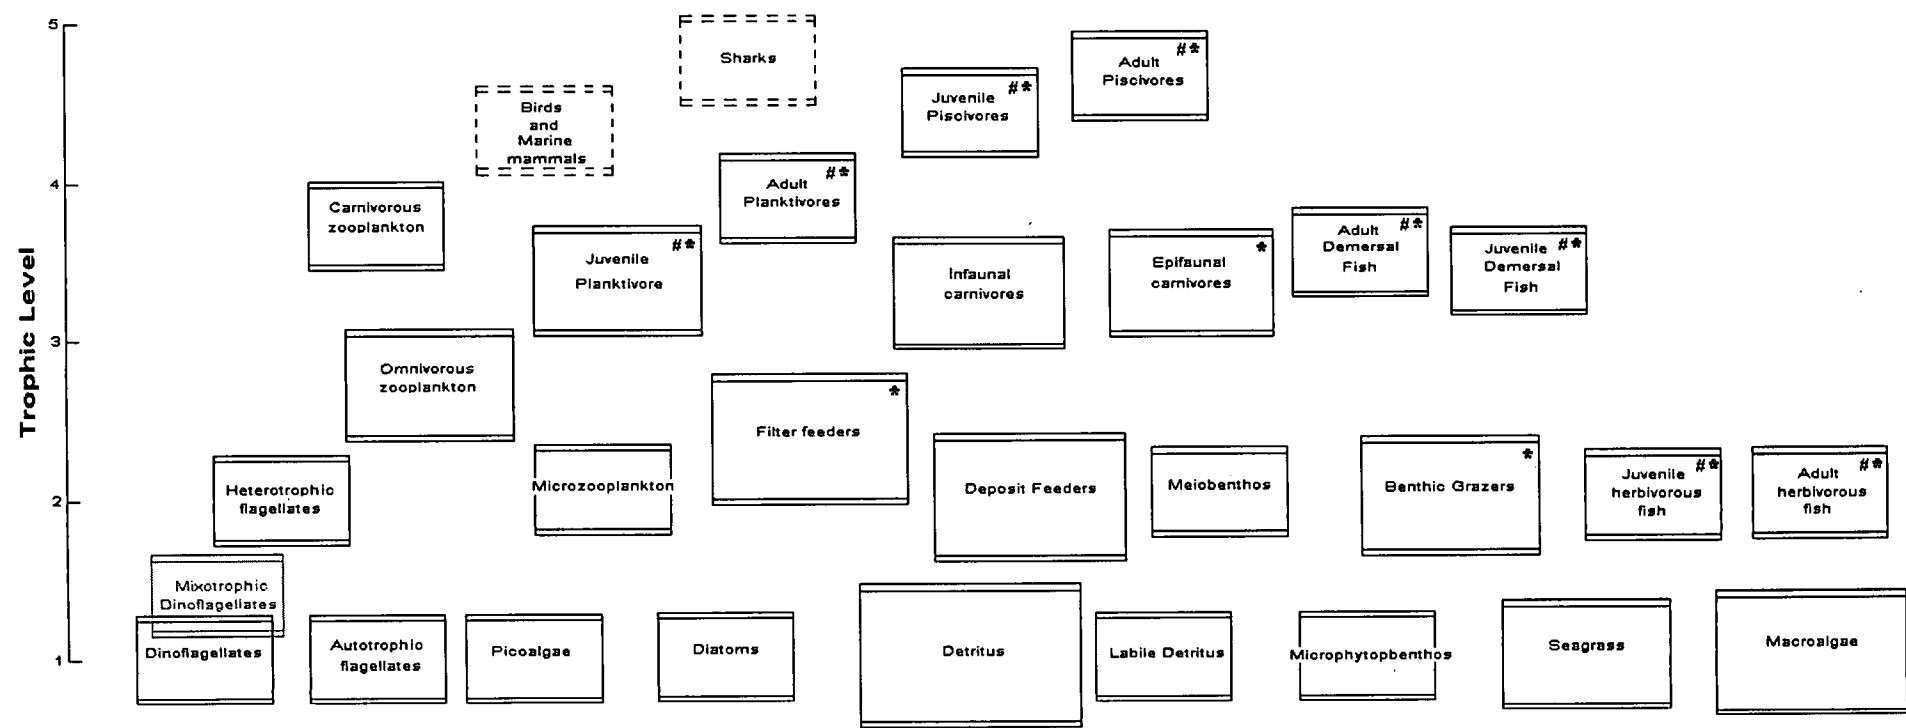 5
4
3
2
1
Trophic Level
Sharks
Adult #*
Piscivores
Juvenile #*
Piscivores
Birds
and
Marine
mammals
Adult #*
Planktivores
Carnivorous
zooplankton
Juvenile #*
Planktivore
Infaunal
carnivores
Epifaunal *
carnivores
Adult #*
Demersal
Fish
Juvenile #*
Demersal
Fish
Omnivorous
zooplankton
Filter feeders *
Heterotrophic
flagellates
Microzooplankton
Deposit Feeders
Meiobenthos
Benthic Grazers *
Juvenile #*
herbivorous
fish
Adult #*
herbivorous
fish
Mixotrophic
Dinoflagellates
Dinoflagellates
Autotrophic
flagellates
Picoalgae
Diatoms
Detritus
Labile Detritus
Microphytopbenthos
Seagrass
Macroalgae